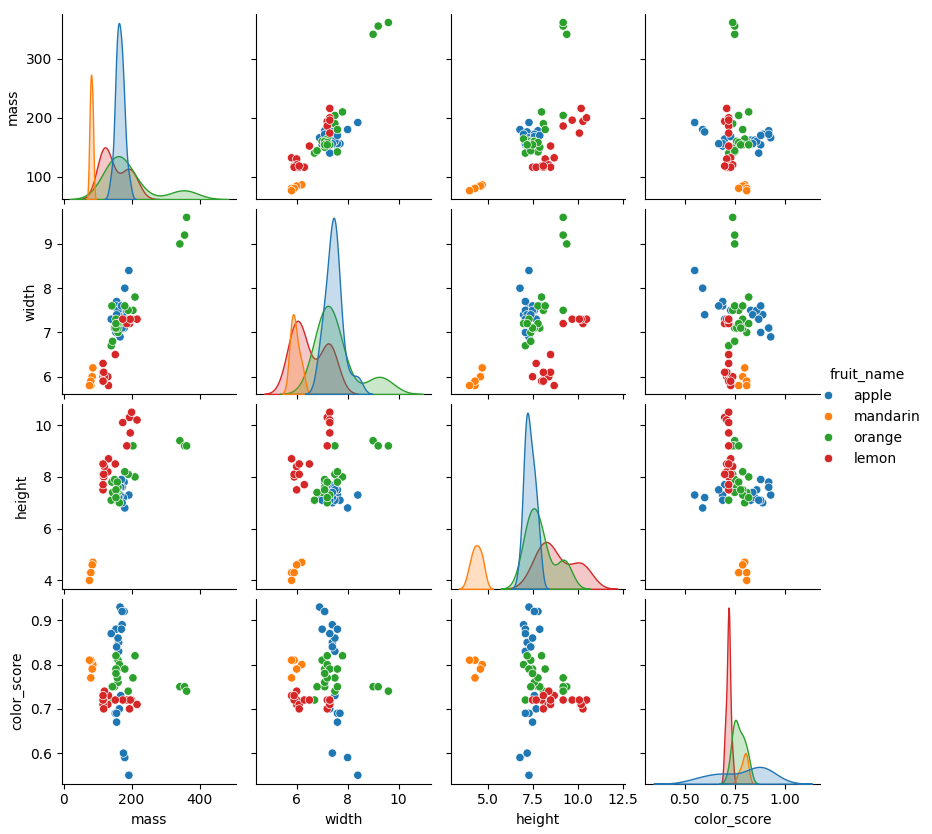 mass
300
200
100
width
9
8
7
6
height
10
8
6
4
color_score
0.9
0.8
0.7
0.6
0 200 400
mass
6 8 10
width
5.0 7.5 10.0 12.5
height
0.50 0.75 1.00
color_score
fruit_name
apple
mandarin
orange
lemon